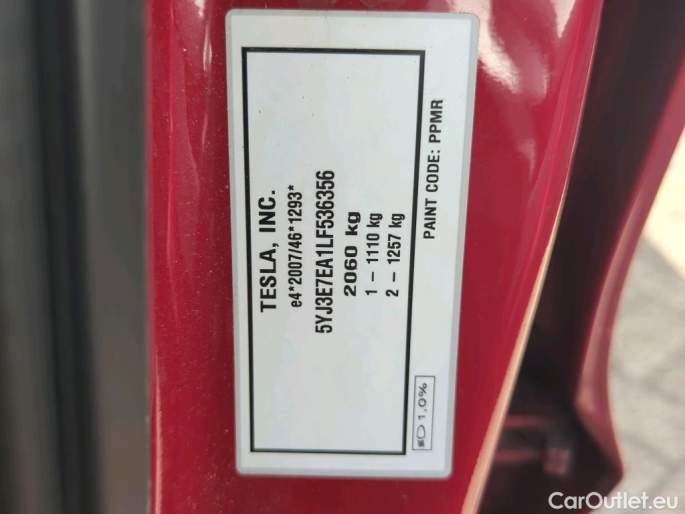 TESLA, INC.
e4*2007/46*1293*
5YJ3E7EA1LF536356
2060 kg
1 – 1110 kg
2 – 1257 kg
PAINT CODE: PPMR
1,0%
CarOutlet.eu